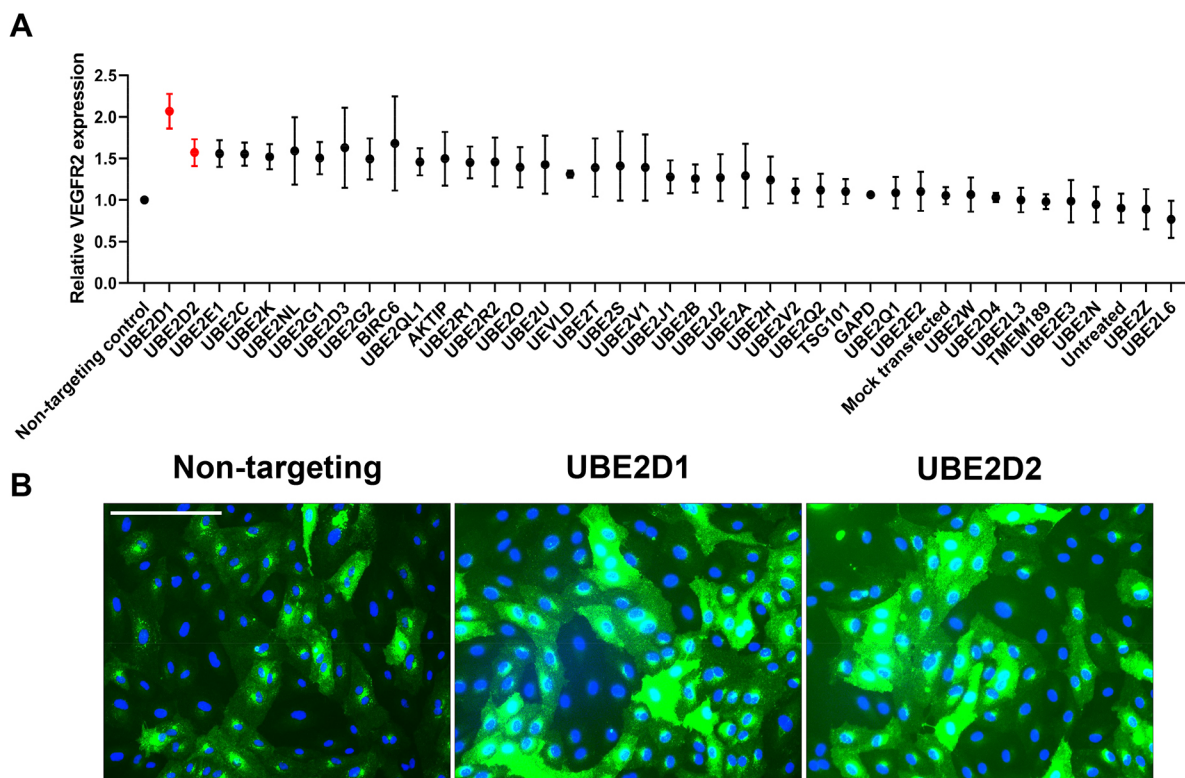 A
Relative VEGFR2 expression
2.5
2.0
1.5
1.0
0.5
0.0
Non-targeting control
UBE2D1
UBE2D2
UBE2E1
UBE2C
UBE2K
UBE2NL
UBE2G1
UBE2D3
UBE2G2
BIRC6
UBE2QL1
AKTIP
UBE2R1
UBE2R2
UBE2O
UBE2U
UEVLD
UBE2T
UBE2S
UBE2V1
UBE2J1
UBE2B
UBE2J2
UBE2A
UBE2H
UBE2V2
UBE2Q2
TSG101
GAPD
UBE2Q1
UBE2E2
Mock transfected
UBE2W
UBE2D4
UBE2L3
TMEM189
UBE2E3
UBE2N
Untreated
UBE2Z
UBE2L6
B
Non-targeting
UBE2D1
UBE2D2